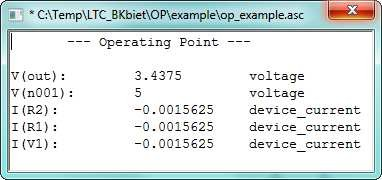 * C:\Temp\LTC_BKbiet\OP\example\op_example.asc
--- Operating Point ---
V(out): 3.4375 voltage
V(n001): 5 voltage
I(R2): -0.0015625 device_current
I(R1): -0.0015625 device_current
I(V1): -0.0015625 device_current